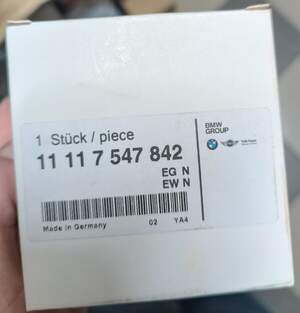 1 Stück / piece
11 11 7 547 842
EG N
EW N
Made in Germany 02 YA4
BMW
GROUP